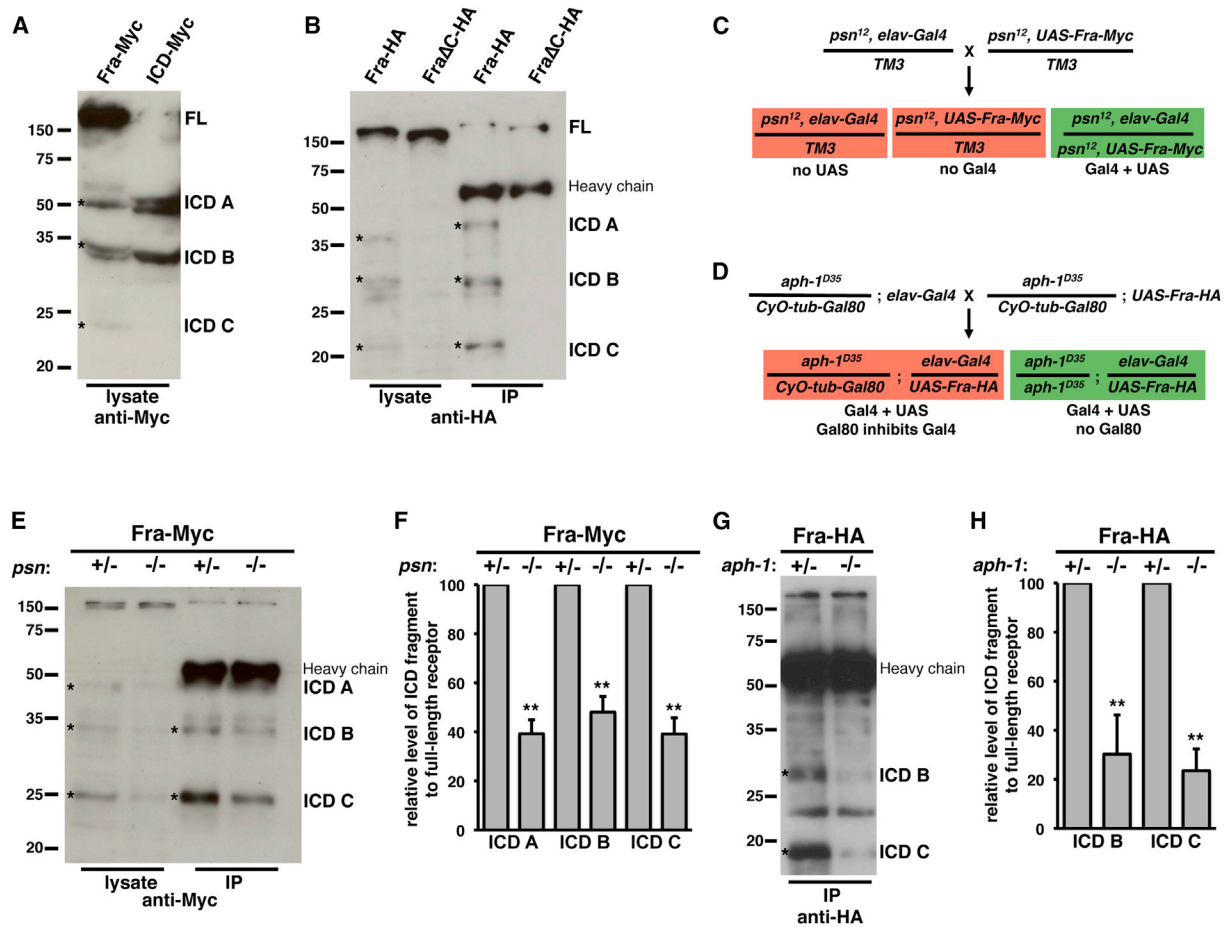 A
Fra-Myc
ICD-Myc
150
75
50
35
25
20
FL
* ICD A
* ICD B
* ICD C
lysate
anti-Myc
B
Fra-HA
FraΔC-HA
Fra-HA
FraΔC-HA
150
75
50
35
25
20
FL
Heavy chain
* ICD A
* * ICD B
* * ICD C
*
lysate IP
anti-HA
C
psn¹², elav-Gal4 X psn¹², UAS-Fra-Myc
TM3 TM3
psn¹², elav-Gal4 psn¹², UAS-Fra-Myc psn¹², elav-Gal4
TM3 TM3 psn¹², UAS-Fra-Myc
no UAS no Gal4 Gal4 + UAS
D
aph-1ᴰ³⁵ ; elav-Gal4 X aph-1ᴰ³⁵ ; UAS-Fra-HA
CyO-tub-Gal80 CyO-tub-Gal80
aph-1ᴰ³⁵ ; elav-Gal4 aph-1ᴰ³⁵ ; elav-Gal4
CyO-tub-Gal80 UAS-Fra-HA aph-1ᴰ³⁵ UAS-Fra-HA
Gal4 + UAS Gal4 + UAS
Gal80 inhibits Gal4 no Gal80
E
Fra-Myc
psn: +/- -/- +/- -/-
150
75
50
35
25
20
Heavy chain
* ICD A
* * ICD B
* * ICD C
lysate IP
anti-Myc
F
Fra-Myc
psn: +/- -/- +/- -/- +/- -/-
relative level of ICD fragment
to full-length receptor
100
80
60
40
20
0
** ** **
ICD A ICD B ICD C
G
Fra-HA
aph-1: +/- -/-
150
75
50
35
25
20
Heavy chain
* ICD B
* ICD C
IP
anti-HA
H
Fra-HA
aph-1: +/- -/- +/- -/-
relative level of ICD fragment
to full-length receptor
100
80
60
40
20
0
** **
ICD B ICD C